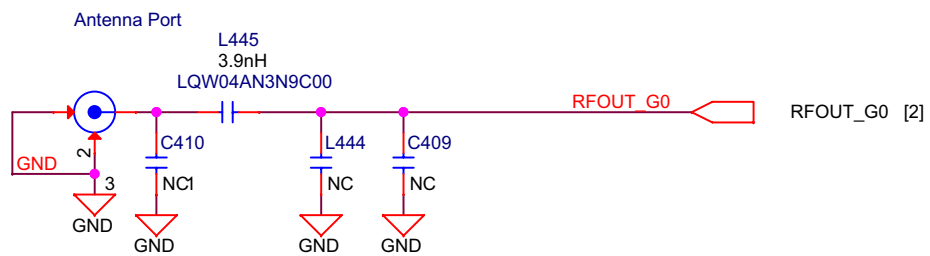 Antenna Port
L445
3.9nH
LQW04AN3N9C00
RFOUT_G0
RFOUT_G0 [2]
C410
L444
C409
2
GND
3
NC1
NC
NC
GND
GND
GND
GND